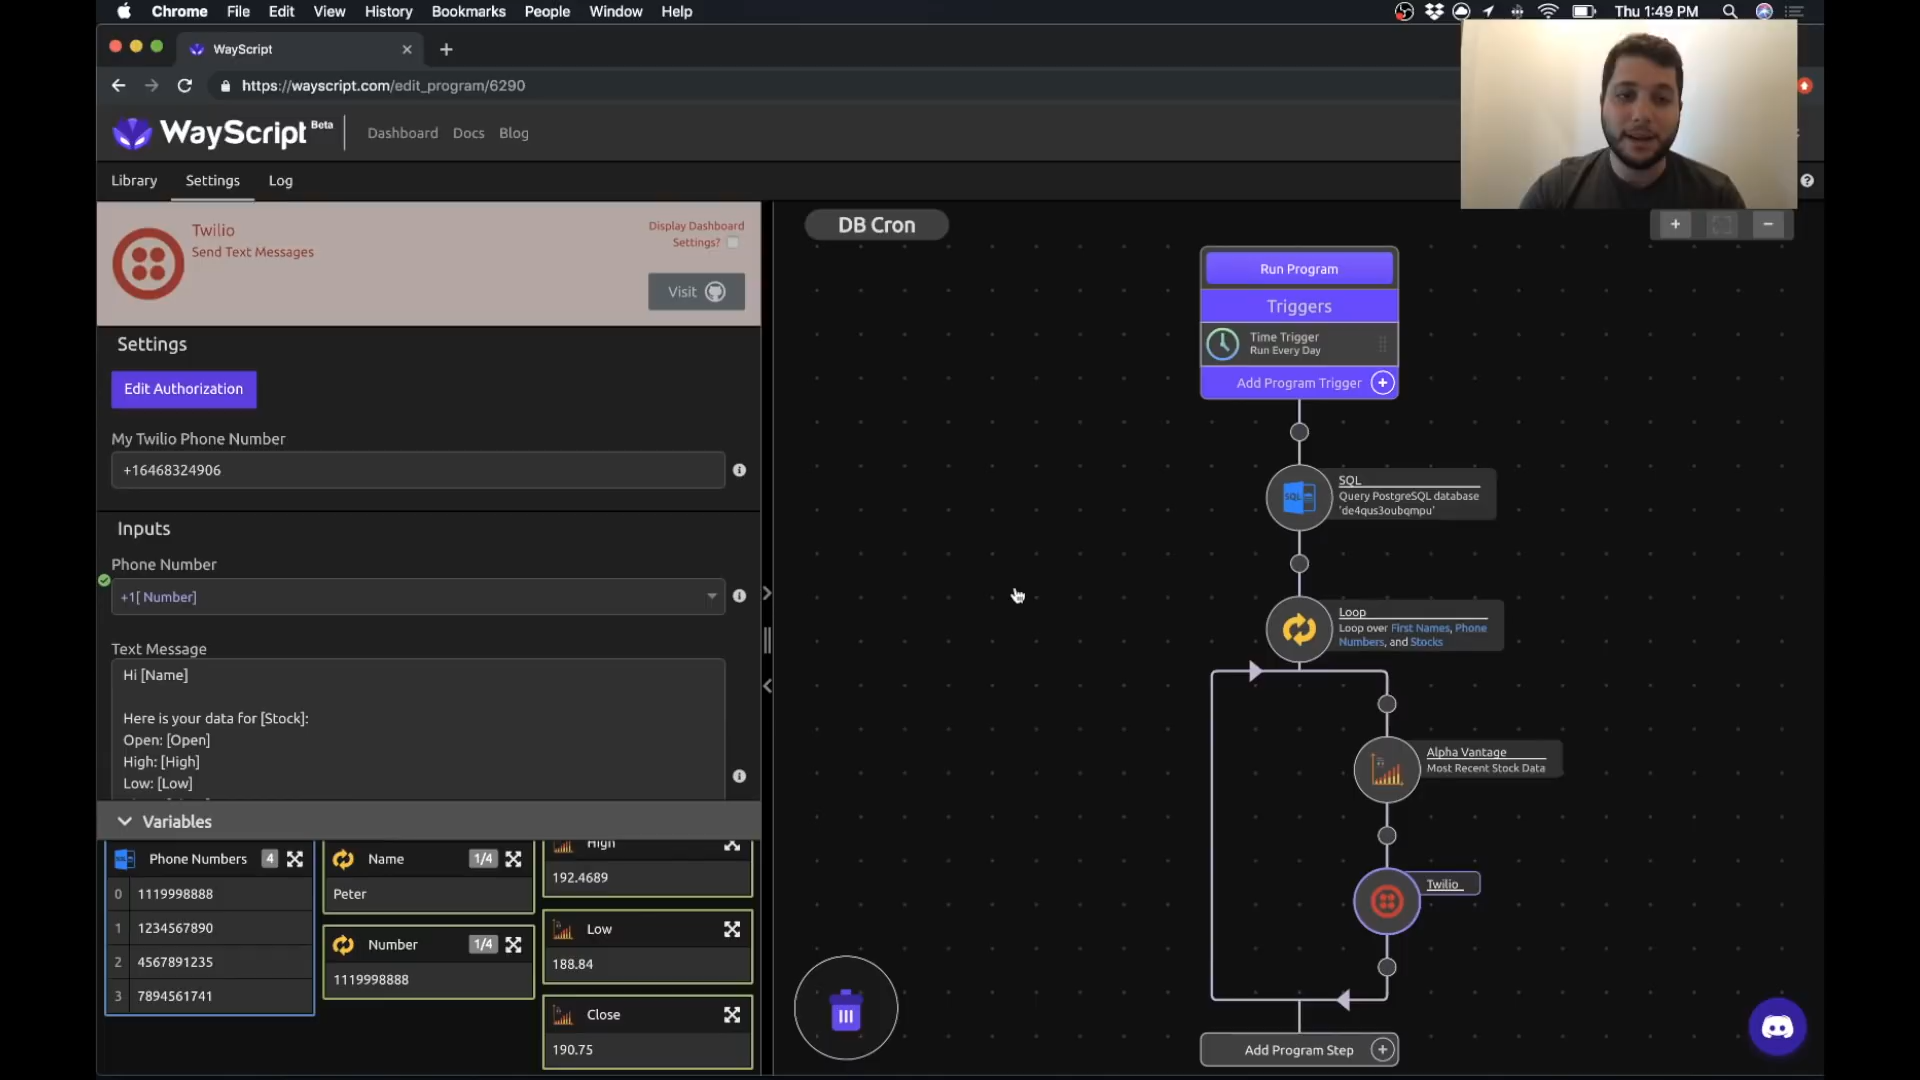 Chrome File Edit View History Bookmarks People Window Help
Thu 1:49 PM
WayScript
https://wayscript.com/edit_program/6290
WayScript Beta
Dashboard Docs Blog
Library Settings Log
Twilio
Send Text Messages
Display Dashboard
Settings?
Visit
Settings
Edit Authorization
My Twilio Phone Number
+16468324906
Inputs
Phone Number
+1[ Number]
Text Message
Hi [Name]
Here is your data for [Stock]:
Open: [Open]
High: [High]
Low: [Low]
Variables
Phone Numbers 4
0 1119998888
1 1234567890
2 4567891235
3 7894561741
Name 1/4
Peter
Number 1/4
1119998888
High
192.4689
Low
188.84
Close
190.75
DB Cron
Run Program
Triggers
Time Trigger
Run Every Day
Add Program Trigger
SQL
SQL
Query PostgreSQL database
'de4qus3oubqmpu'
Loop
Loop over First Names, Phone
Numbers, and Stocks
Alpha Vantage
Most Recent Stock Data
Twilio
Add Program Step